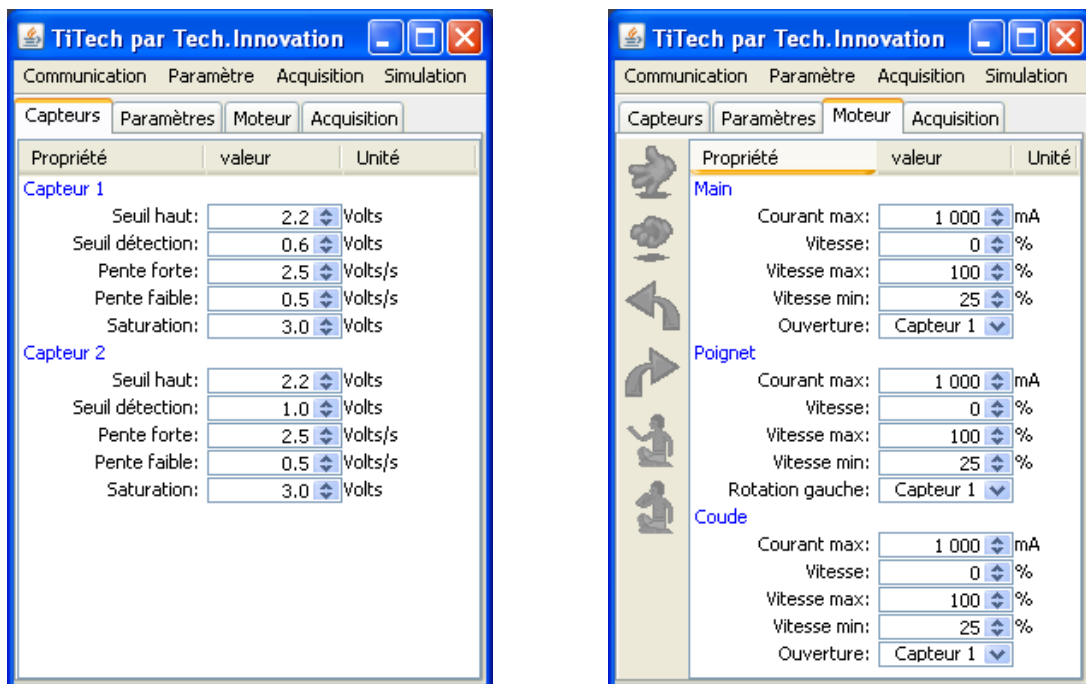 TiTech par Tech.Innovation
Communication Paramètre Acquisition Simulation
Capteurs Paramètres Moteur Acquisition
Propriété valeur Unité
Capteur 1
Seuil haut: 2.2 Volts
Seuil détection: 0.6 Volts
Pente forte: 2.5 Volts/s
Pente faible: 0.5 Volts/s
Saturation: 3.0 Volts
Capteur 2
Seuil haut: 2.2 Volts
Seuil détection: 1.0 Volts
Pente forte: 2.5 Volts/s
Pente faible: 0.5 Volts/s
Saturation: 3.0 Volts
TiTech par Tech.Innovation
Communication Paramètre Acquisition Simulation
Capteurs Paramètres Moteur Acquisition
Propriété valeur Unité
Main
Courant max: 1 000 mA
Vitesse: 0 %
Vitesse max: 100 %
Vitesse min: 25 %
Ouverture: Capteur 1
Poignet
Courant max: 1 000 mA
Vitesse: 0 %
Vitesse max: 100 %
Vitesse min: 25 %
Rotation gauche: Capteur 1
Coude
Courant max: 1 000 mA
Vitesse: 0 %
Vitesse max: 100 %
Vitesse min: 25 %
Ouverture: Capteur 1